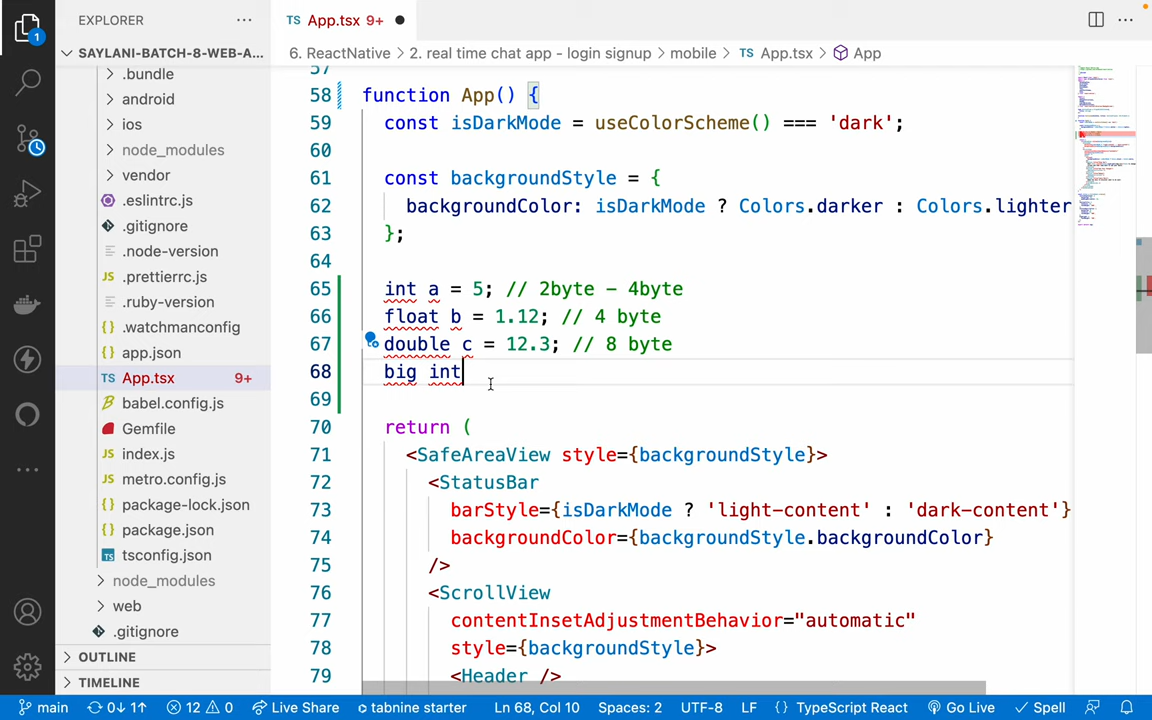 EXPLORER
TS App.tsx 9+
SAYLANI-BATCH-8-WEB-A...
6. ReactNative > 2. real time chat app - login signup > mobile > TS App.tsx > App
.bundle
android
ios
node_modules
vendor
.eslintrc.js
.gitignore
.node-version
JS .prettierrc.js
.ruby-version
.watchmanconfig
{} app.json
TS App.tsx 9+
babel.config.js
Gemfile
JS index.js
JS metro.config.js
{} package-lock.json
{} package.json
tsconfig.json
node_modules
web
.gitignore
OUTLINE
TIMELINE
1
57
58 function App() {
59 const isDarkMode = useColorScheme() === 'dark';
60
61 const backgroundStyle = {
62 backgroundColor: isDarkMode ? Colors.darker : Colors.lighter
63 };
64
65 int a = 5; // 2byte - 4byte
66 float b = 1.12; // 4 byte
67 double c = 12.3; // 8 byte
68 big int
69
70 return (
71 <SafeAreaView style={backgroundStyle}>
72 <StatusBar
73 barStyle={isDarkMode ? 'light-content' : 'dark-content'}
74 backgroundColor={backgroundStyle.backgroundColor}
75 />
76 <ScrollView
77 contentInsetAdjustmentBehavior="automatic"
78 style={backgroundStyle}>
79 <Header />
main 0↓ 1↑ 12 0 Live Share tabnine starter Ln 68, Col 10 Spaces: 2 UTF-8 LF {} TypeScript React Go Live Spell